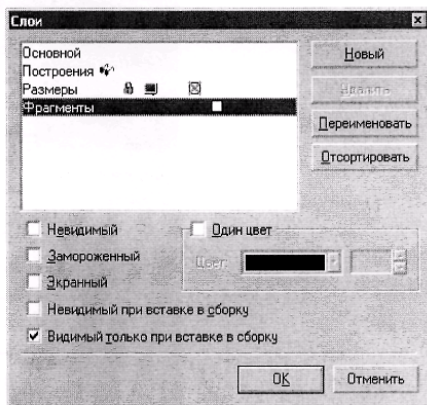 Слои
Основной
Построения
Размеры
Фрагменты
Новый
Удалить
Переименовать
Отсортировать
Невидимый
Замороженный
Экранный
Один цвет
Цвет:
Невидимый при вставке в сборку
Видимый только при вставке в сборку
OK
Отменить